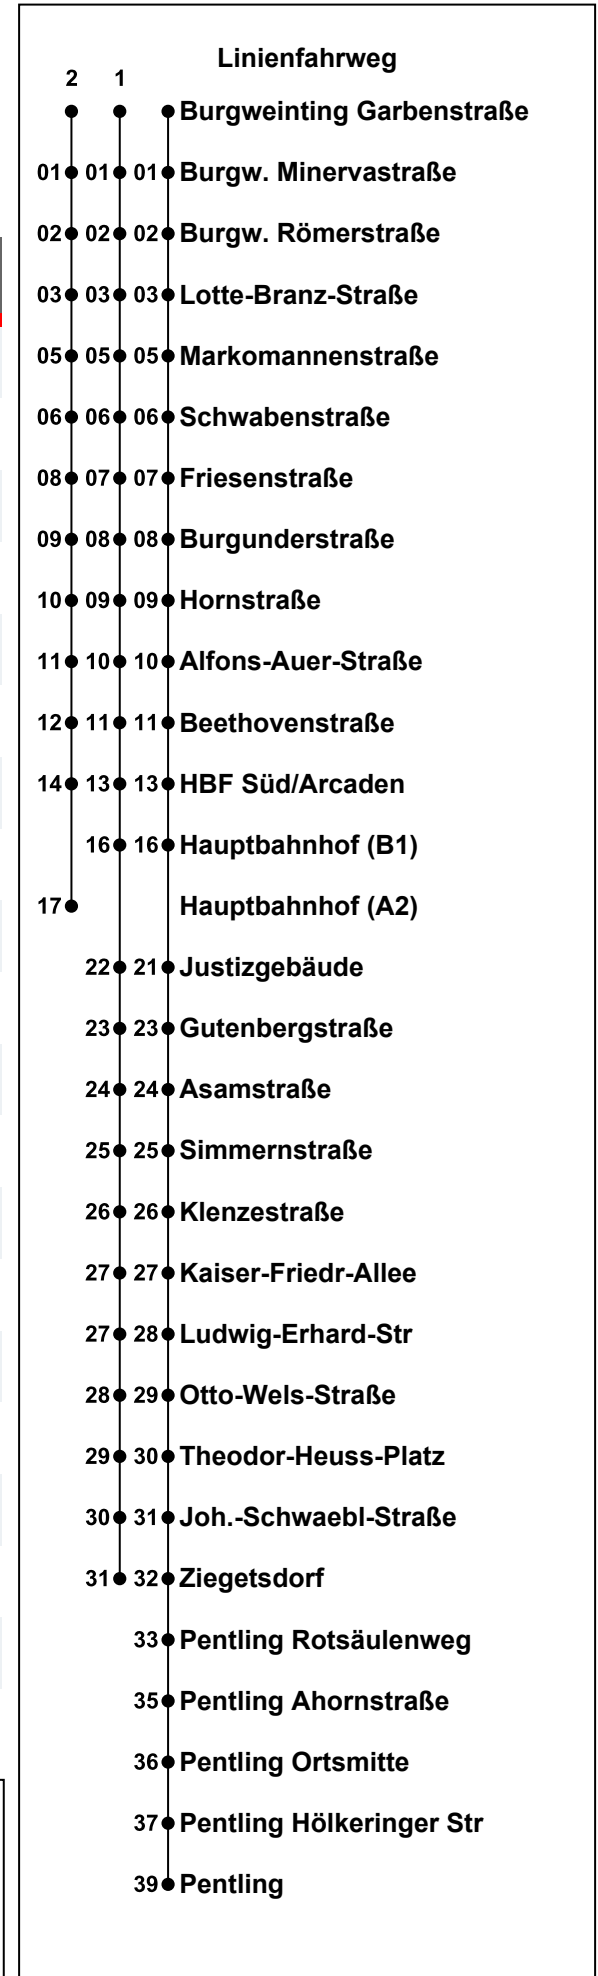 Linienfahrweg
2 1
Burgweinting Garbenstraße
01 01 01 Burgw. Minervastraße
02 02 02 Burgw. Römerstraße
03 03 03 Lotte-Branz-Straße
05 05 05 Markomannenstraße
06 06 06 Schwabenstraße
08 07 07 Friesenstraße
09 08 08 Burgunderstraße
10 09 09 Hornstraße
11 10 10 Alfons-Auer-Straße
12 11 11 Beethovenstraße
14 13 13 HBF Süd/Arcaden
16 16 Hauptbahnhof (B1)
17 Hauptbahnhof (A2)
22 21 Justizgebäude
23 23 Gutenbergstraße
24 24 Asamstraße
25 25 Simmernstraße
26 26 Klenzestraße
27 27 Kaiser-Friedr-Allee
27 28 Ludwig-Erhard-Str
28 29 Otto-Wels-Straße
29 30 Theodor-Heuss-Platz
30 31 Joh.-Schwaebl-Straße
31 32 Ziegetsdorf
33 Pentling Rotsäulenweg
35 Pentling Ahornstraße
36 Pentling Ortsmitte
37 Pentling Hölkeringer Str
39 Pentling